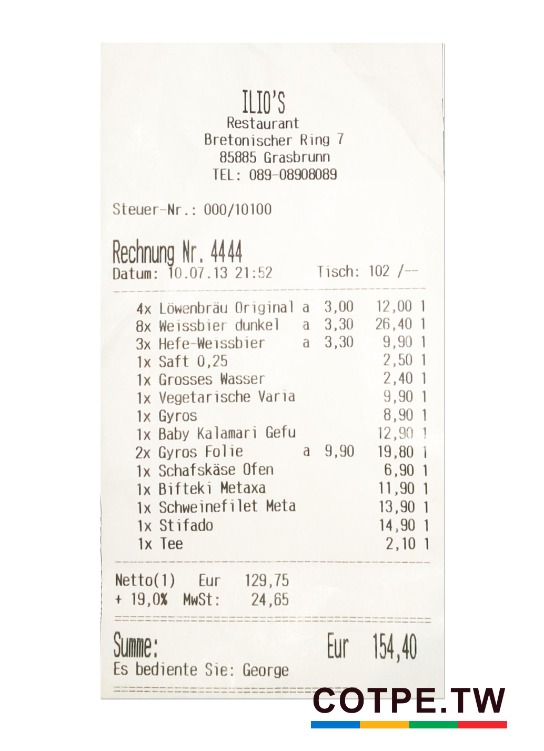 ILIO'S
Restaurant
Bretonischer Ring 7
85885 Grasbrunn
TEL: 089-08908089
Steuer-Nr.: 000/10100
Rechnung Nr. 4444
Datum: 10.07.13 21:52 Tisch: 102 /--
4x Löwenbräu Original a 3,00 12,00 1
8x Weissbier dunkel a 3,30 26,40 1
3x Hefe-Weissbier a 3,30 9,90 1
1x Saft 0,25 2,50 1
1x Grosses Wasser 2,40 1
1x Vegetarische Varia 9,90 1
1x Gyros 8,90 1
1x Baby Kalamari Gefu 12,90 1
2x Gyros Folie a 9,90 19,80 1
1x Schafskäse Ofen 6,90 1
1x Bifteki Metaxa 11,90 1
1x Schweinefilet Meta 13,90 1
1x Stifado 14,90 1
1x Tee 2,10 1
Netto(1) Eur 129,75
+ 19,0% MwSt: 24,65
Summe: Eur 154,40
Es bediente Sie: George
COTPE.TW